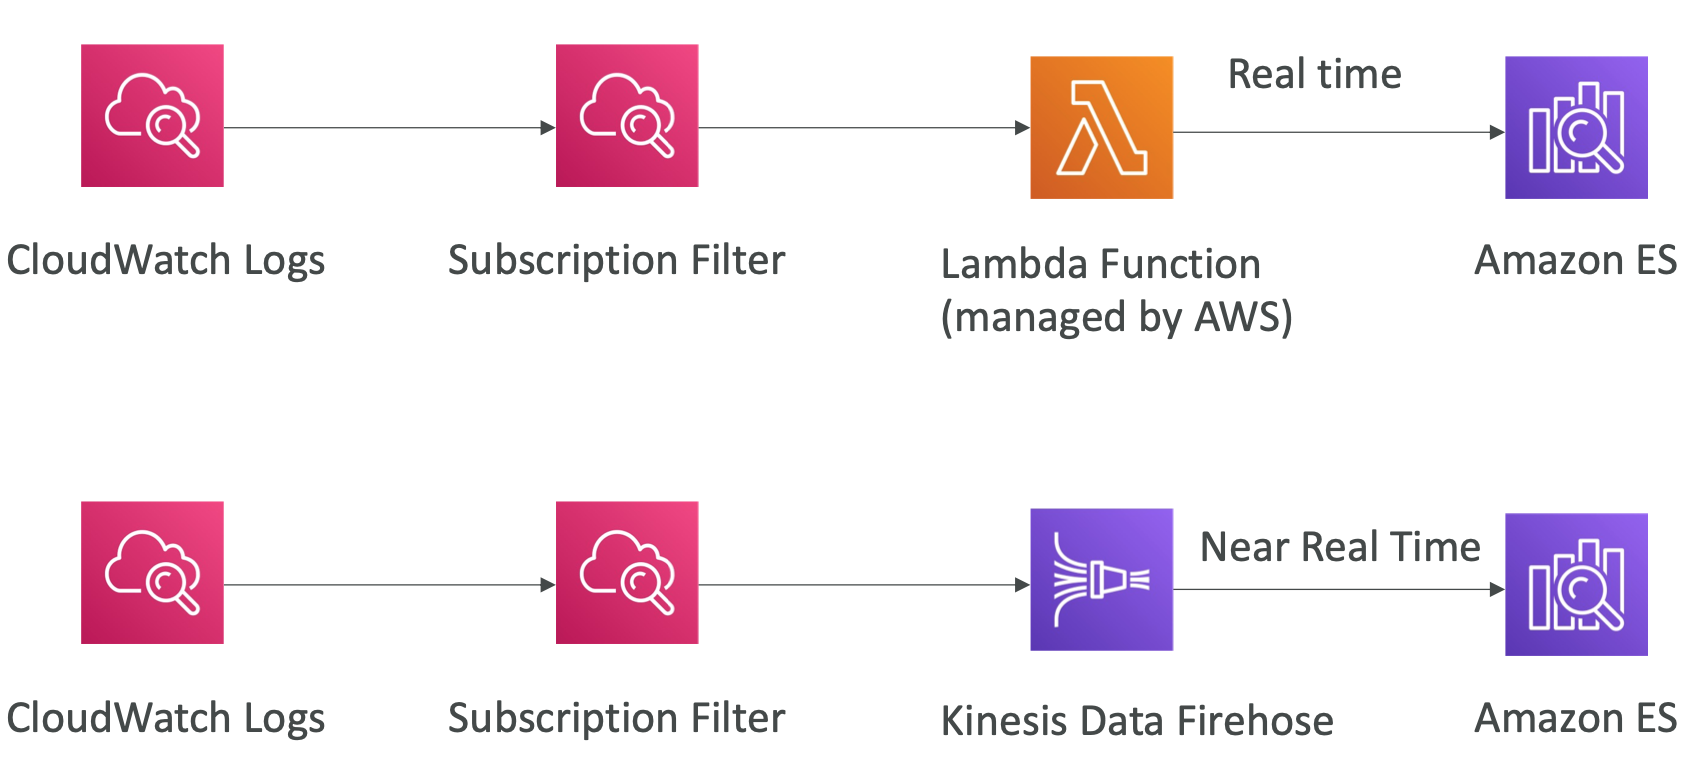 Real time
CloudWatch Logs
Subscription Filter
Lambda Function
(managed by AWS)
Amazon ES
Near Real Time
CloudWatch Logs
Subscription Filter
Kinesis Data Firehose
Amazon ES